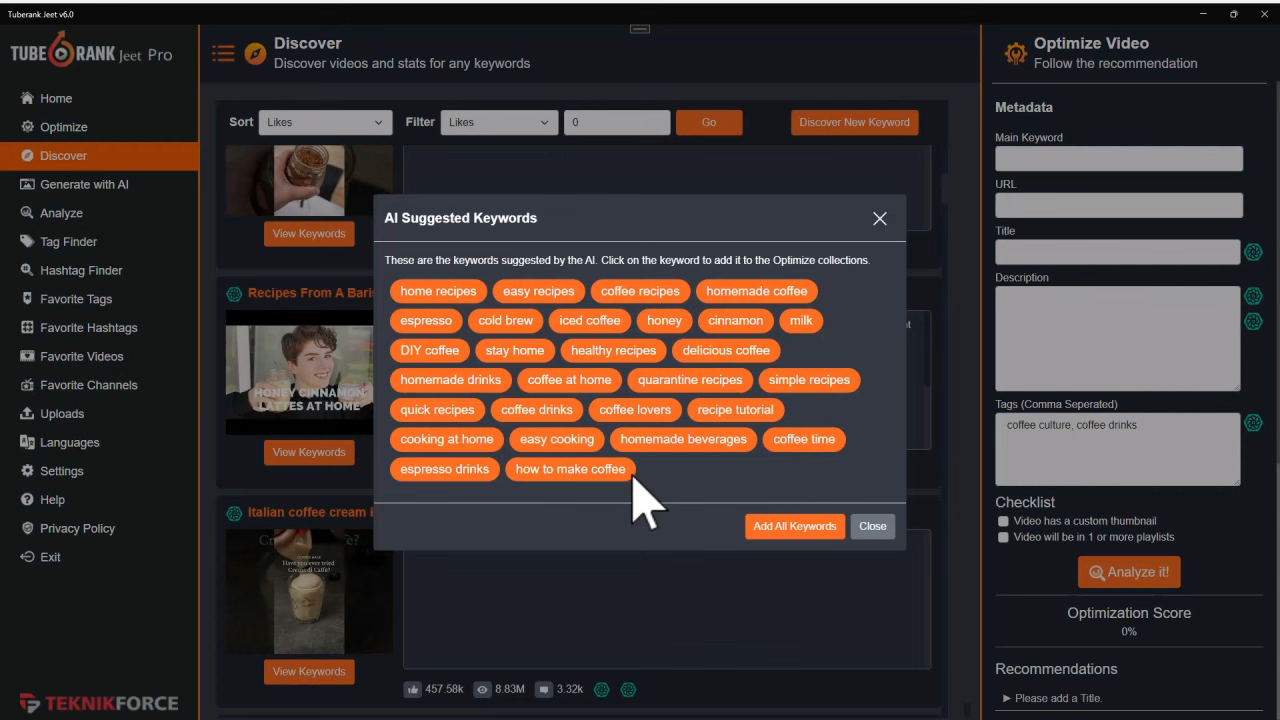 Tuberank Jeet v6.0
TUBE RANK Jeet Pro
Home
Optimize
Discover
Generate with AI
Analyze
Tag Finder
Hashtag Finder
Favorite Tags
Favorite Hashtags
Favorite Videos
Favorite Channels
Uploads
Languages
Settings
Help
Privacy Policy
Exit
TEKNIKFORCE
Discover
Discover videos and stats for any keywords
Sort Likes Filter Likes 0 Go Discover New Keyword
View Keywords
Recipes From A Baris
HONEY CINNAMON
LATTES AT HOME
View Keywords
Italian coffee cream
Have you ever tried
View Keywords
457.58k 8.83M 3.32k
AI Suggested Keywords
These are the keywords suggested by the AI. Click on the keyword to add it to the Optimize collections.
home recipes easy recipes coffee recipes homemade coffee
espresso cold brew iced coffee honey cinnamon milk
DIY coffee stay home healthy recipes delicious coffee
homemade drinks coffee at home quarantine recipes simple recipes
quick recipes coffee drinks coffee lovers recipe tutorial
cooking at home easy cooking homemade beverages coffee time
espresso drinks how to make coffee
Add All Keywords Close
Optimize Video
Follow the recommendation
Metadata
Main Keyword
URL
Title
Description
Tags (Comma Seperated)
coffee culture, coffee drinks
Checklist
Video has a custom thumbnail
Video will be in 1 or more playlists
Analyze it!
Optimization Score
0%
Recommendations
Please add a Title.